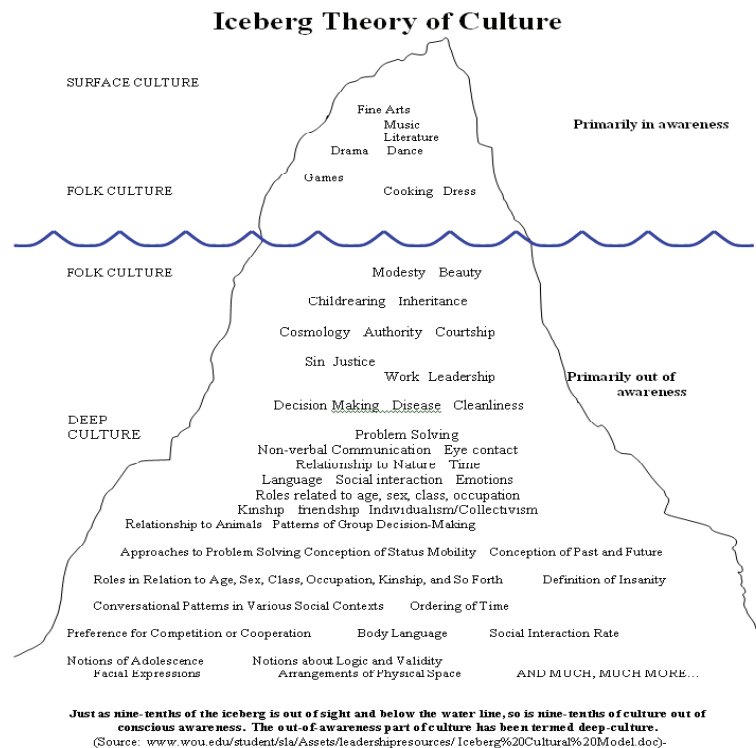 Iceberg Theory of Culture
SURFACE CULTURE
Fine Arts
Music
Primarily in awareness
Literature
Drama Dance
Games
FOLK CULTURE
Cooking Dress
FOLK CULTURE
Modesty Beauty
Childrearing Inheritance
Cosmology Authority Courtship
Sin Justice
Work Leadership
Primarily out of
awareness
Decision Making Disease Cleanliness
DEEP
CULTURE
Problem Solving
Non-verbal Communication Eye contact
Relationship to Nature Time
Language Social interaction Emotions
Roles related to age, sex, class, occupation
Kinship friendship Individualism/Collectivism
Relationship to Animals Patterns of Group Decision-Making
Approaches to Problem Solving Conception of Status Mobility Conception of Past and Future
Roles in Relation to Age, Sex, Class, Occupation, Kinship, and So Forth Definition of Insanity
Conversational Patterns in Various Social Contexts Ordering of Time
Preference for Competition or Cooperation Body Language Social Interaction Rate
Notions of Adolescence Notions about Logic and Validity
Facial Expressions Arrangements of Physical Space AND MUCH, MUCH MORE...
Just as nine-tenths of the iceberg is out of sight and below the water line, so is nine-tenths of culture out of
conscious awareness. The out-of-awareness part of culture has been termed deep-culture.
(Source: www.wou.edu/student/sla/Assets/leadershipresources/ Iceberg%20Cultural%20Model.doc)-